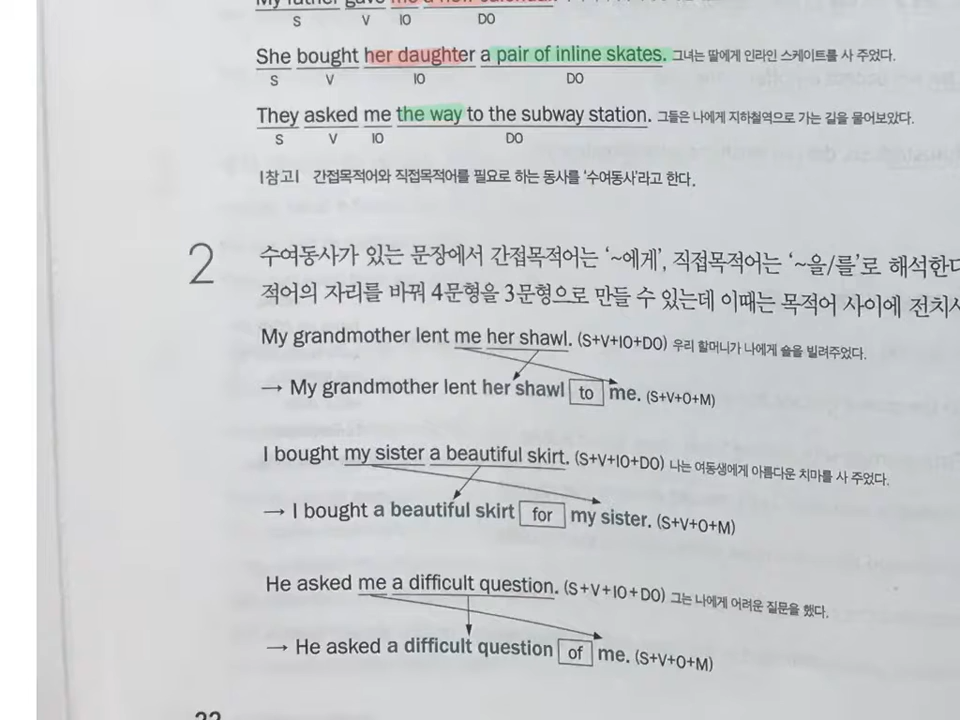 My father gave me a new calendar.
S V IO DO
She bought her daughter a pair of inline skates. 그녀는 딸에게 인라인 스케이트를 사 주었다.
S V IO DO
They asked me the way to the subway station. 그들은 나에게 지하철역으로 가는 길을 물어보았다.
S V IO DO
|참고| 간접목적어와 직접목적어를 필요로 하는 동사를 '수여동사'라고 한다.
2 수여동사가 있는 문장에서 간접목적어는 '~에게', 직접목적어는 '~을/를'로 해석한다
적어의 자리를 바꿔 4문형을 3문형으로 만들 수 있는데 이때는 목적어 사이에 전치사
My grandmother lent me her shawl. (S+V+IO+DO) 우리 할머니가 나에게 숄을 빌려주었다.
→ My grandmother lent her shawl to me. (S+V+O+M)
I bought my sister a beautiful skirt. (S+V+IO+DO) 나는 여동생에게 아름다운 치마를 사 주었다.
→ I bought a beautiful skirt for my sister. (S+V+O+M)
He asked me a difficult question. (S+V+IO+DO) 그는 나에게 어려운 질문을 했다.
→ He asked a difficult question of me. (S+V+O+M)
22